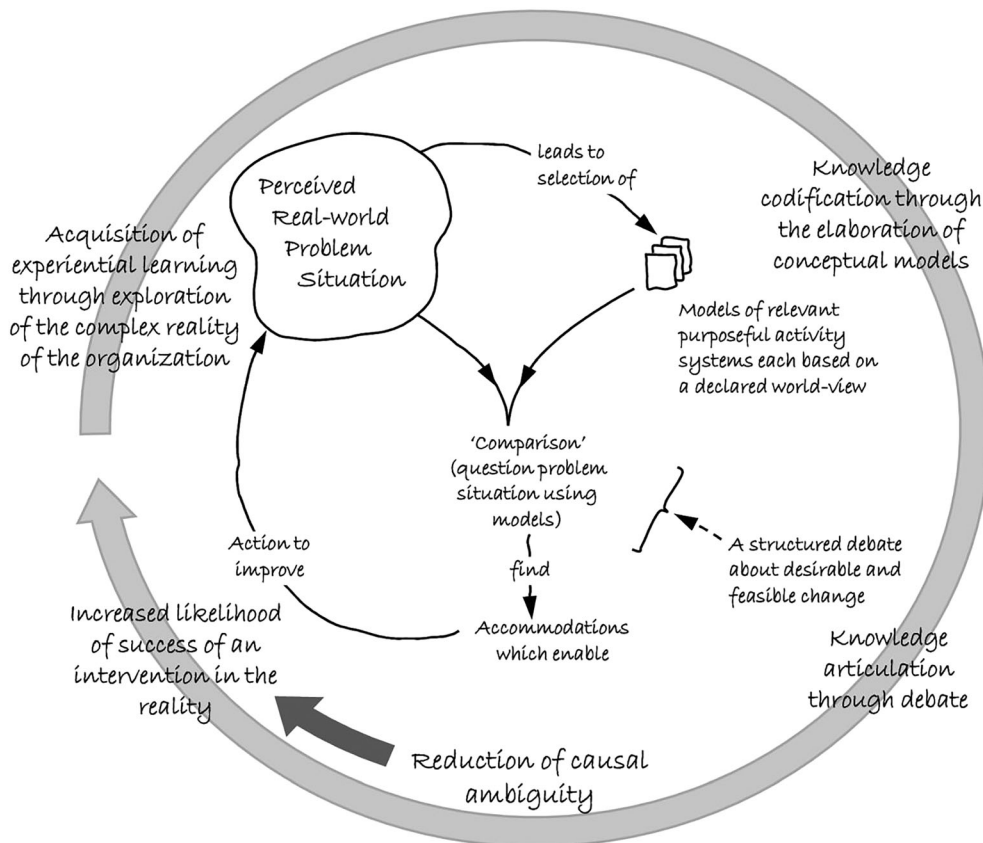 Perceived
Real-world
Problem
Situation
leads to
selection of
Models of relevant
purposeful activity
systems each based on
a declared world-view
Knowledge
codification through
the elaboration of
conceptual models
Acquisition of
experiential learning
through exploration
of the complex reality
of the organization
'Comparison'
(question problem
situation using
models)
find
Accommodations
which enable
A structured debate
about desirable and
feasible change
Knowledge
articulation
through debate
Action to
improve
Increased likelihood
of success of an
intervention in the
reality
Reduction of causal
ambiguity